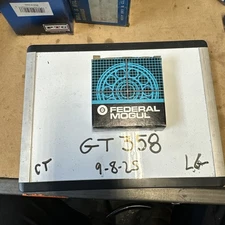 FEDERAL
MOGUL
GT 358
CT 9-8-25 LG